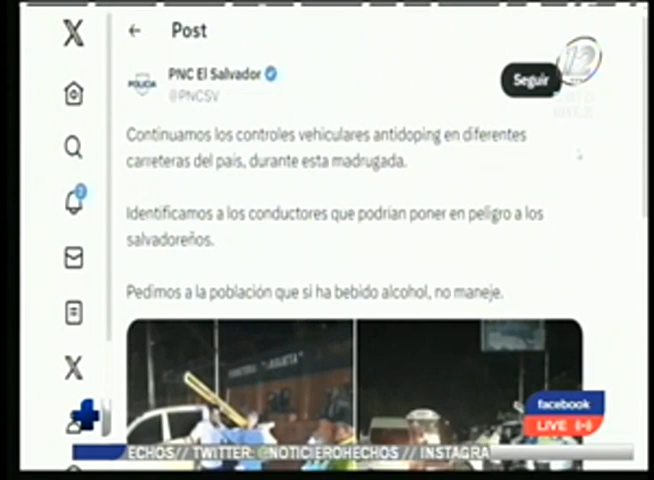 Post
PNC El Salvador
@PNCSV
Seguir
12
POLICIA
Continuamos los controles vehiculares antidoping en diferentes
carreteras del país, durante esta madrugada.
Identificamos a los conductores que podrían poner en peligro a los
salvadoreños.
Pedimos a la población que si ha bebido alcohol, no maneje.
facebook
LIVE
ECHOS// TWITTER: @NOTICIEROHECHOS // INSTAGRA